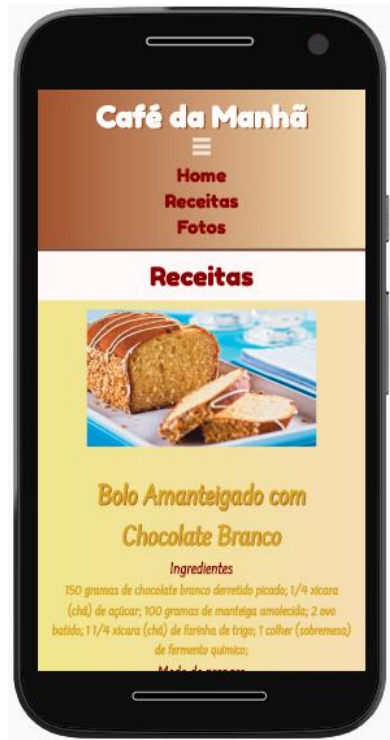 Café da Manhã
Home
Receitas
Fotos
Receitas
Bolo Amanteigado com
Chocolate Branco
Ingredientes
150 gramas de chocolate branco derretido picado; 1/4 xícara
(chá) de açúcar; 100 gramas de manteiga amolecida; 2 ovo
batido; 1 1/4 xícara (chá) de farinha de trigo; 1 colher (sobremesa)
de fermento químico;